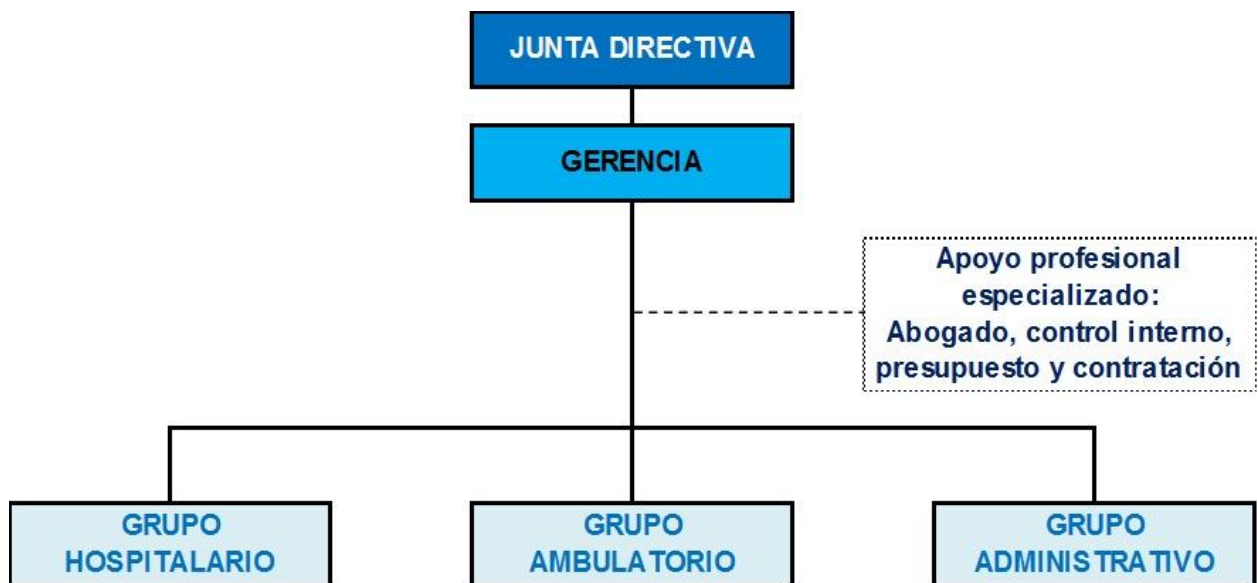 JUNTA DIRECTIVA
GERENCIA
Apoyo profesional
especializado:
Abogado, control interno,
presupuesto y contratación
GRUPO
HOSPITALARIO
GRUPO
AMBULATORIO
GRUPO
ADMINISTRATIVO